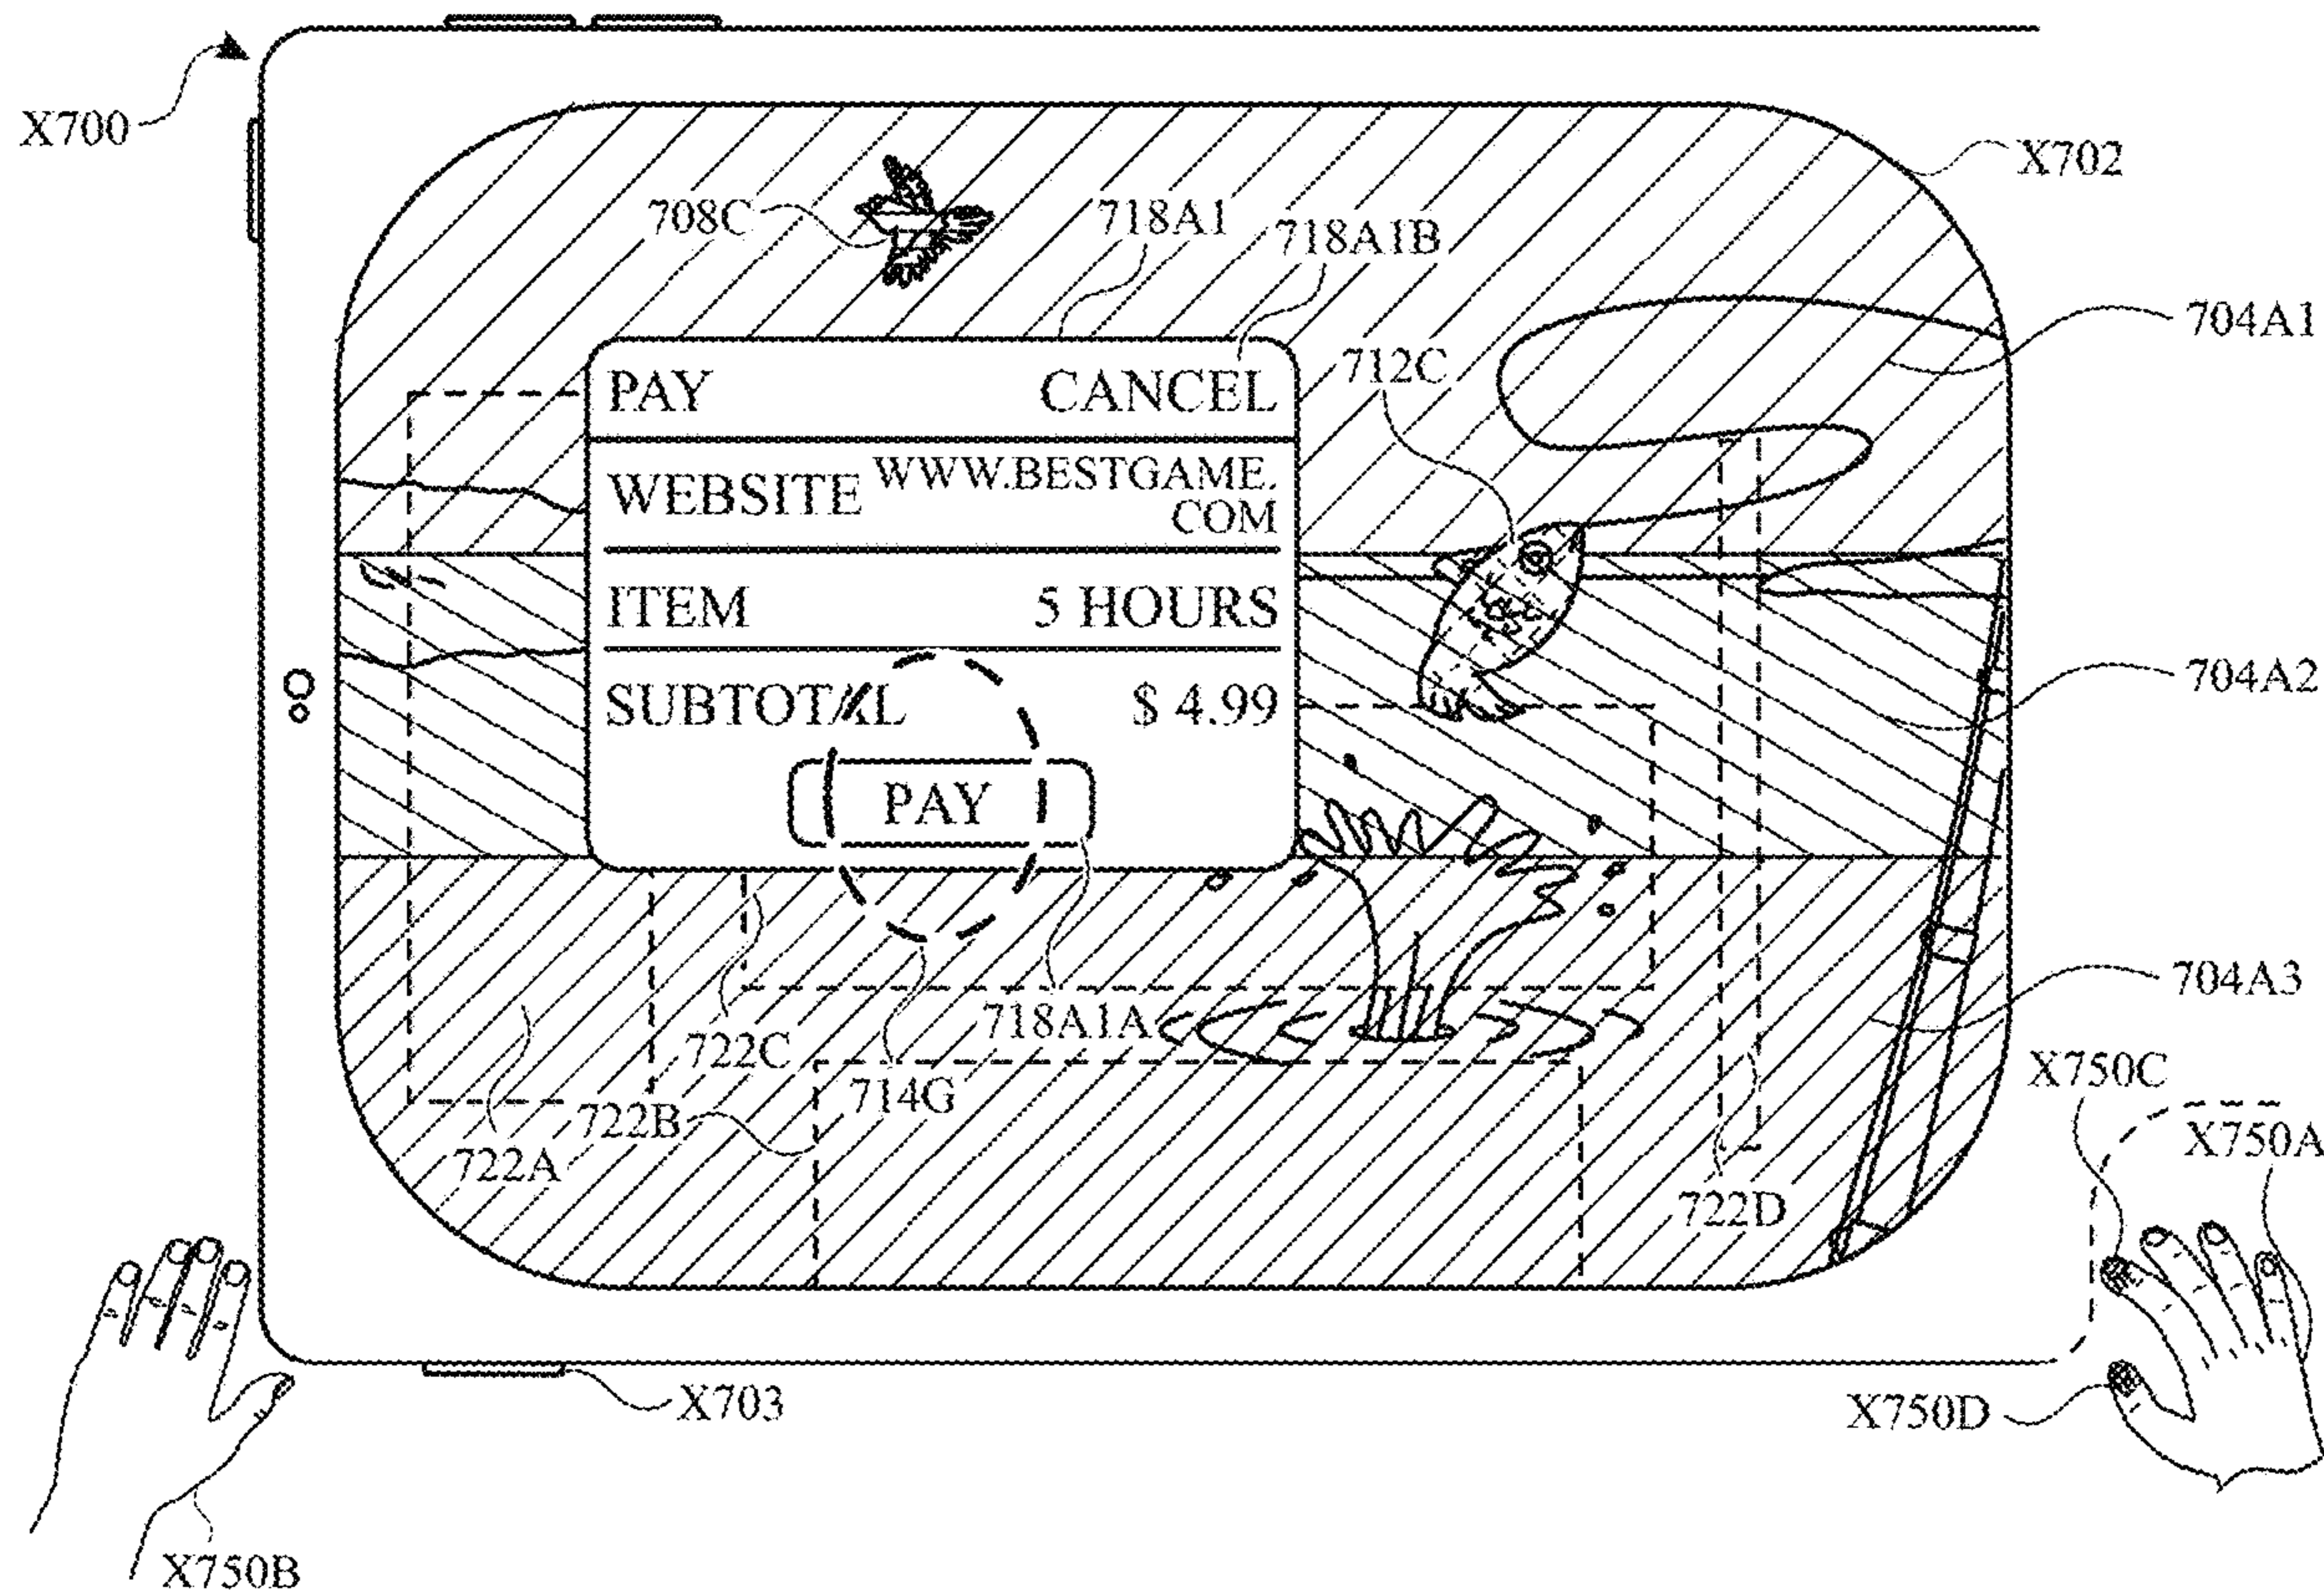 X700
X702
708C
718A1
718A1B
704A1
712C
PAY CANCEL
WEBSITE WWW.BESTGAME.
COM
ITEM 5 HOURS
SUBTOTAL $ 4.99
704A2
PAY
704A3
718A1A
722C
714G
722B
722A
722D
X750C
X750A
X703
X750D
X750B